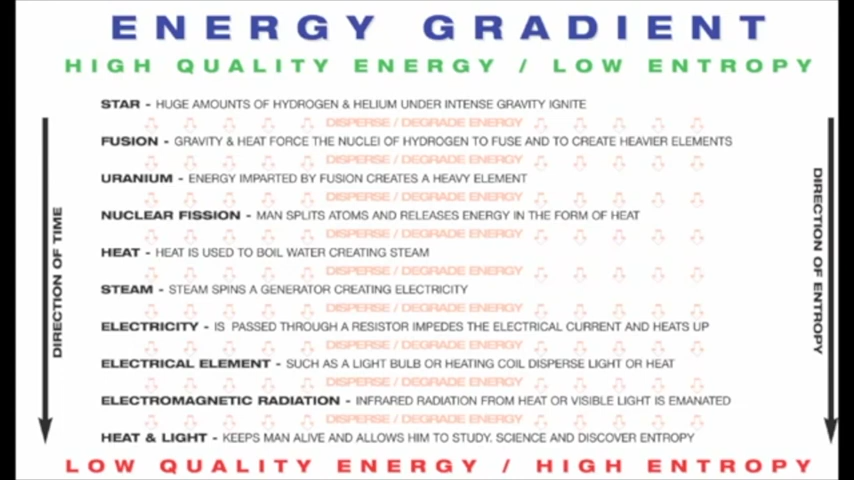 ENERGY GRADIENT
HIGH QUALITY ENERGY / LOW ENTROPY
STAR - HUGE AMOUNTS OF HYDROGEN & HELIUM UNDER INTENSE GRAVITY IGNITE
DISPERSE / DEGRADE ENERGY
FUSION - GRAVITY & HEAT FORCE THE NUCLEI OF HYDROGEN TO FUSE AND TO CREATE HEAVIER ELEMENTS
DISPERSE / DEGRADE ENERGY
URANIUM - ENERGY IMPARTED BY FUSION CREATES A HEAVY ELEMENT
DISPERSE / DEGRADE ENERGY
NUCLEAR FISSION - MAN SPLITS ATOMS AND RELEASES ENERGY IN THE FORM OF HEAT
DISPERSE / DEGRADE ENERGY
HEAT - HEAT IS USED TO BOIL WATER CREATING STEAM
DISPERSE / DEGRADE ENERGY
STEAM - STEAM SPINS A GENERATOR CREATING ELECTRICITY
DISPERSE / DEGRADE ENERGY
ELECTRICITY - IS PASSED THROUGH A RESISTOR IMPEDES THE ELECTRICAL CURRENT AND HEATS UP
DISPERSE / DEGRADE ENERGY
ELECTRICAL ELEMENT - SUCH AS A LIGHT BULB OR HEATING COIL DISPERSE LIGHT OR HEAT
DISPERSE / DEGRADE ENERGY
ELECTROMAGNETIC RADIATION - INFRARED RADIATION FROM HEAT OR VISIBLE LIGHT IS EMANATED
DISPERSE / DEGRADE ENERGY
HEAT & LIGHT - KEEPS MAN ALIVE AND ALLOWS HIM TO STUDY. SCIENCE AND DISCOVER ENTROPY
LOW QUALITY ENERGY / HIGH ENTROPY
DIRECTION OF TIME
DIRECTION OF ENTROPY